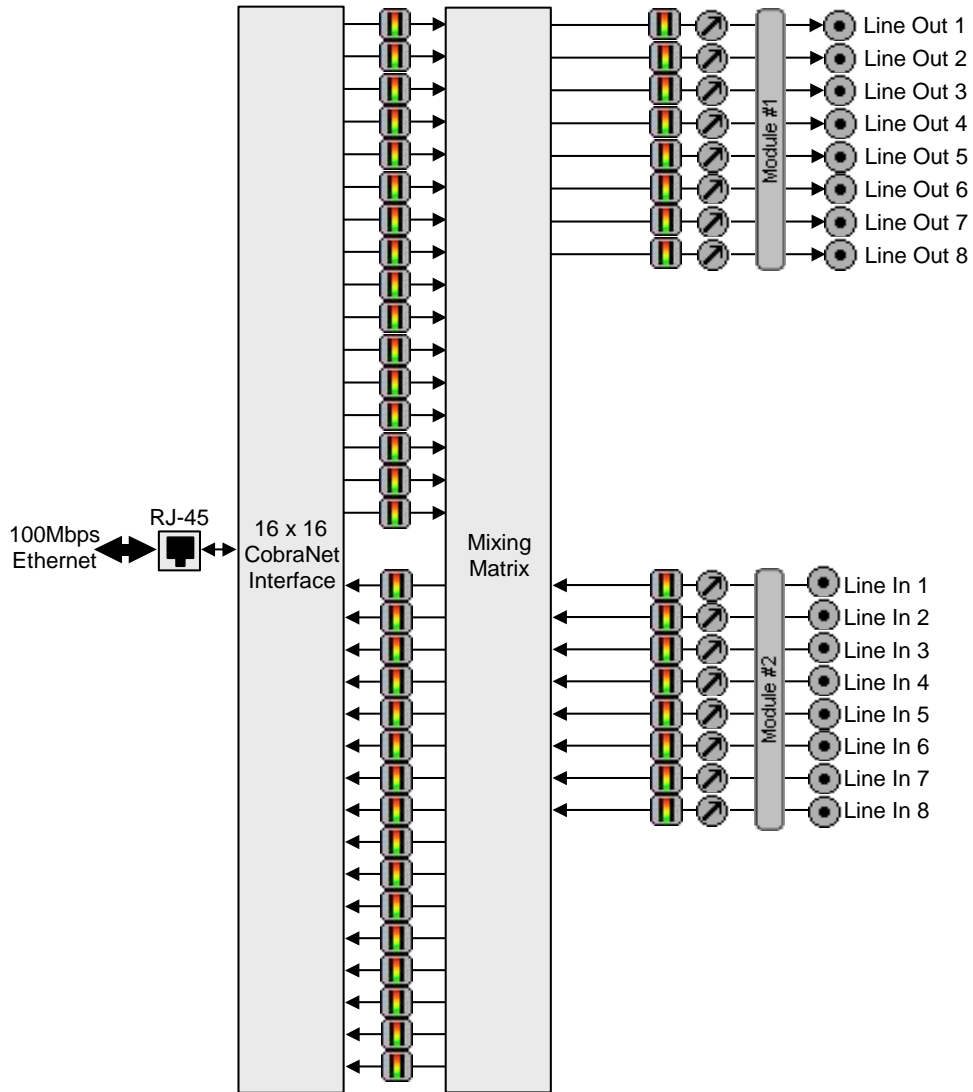 Line Out 1
Line Out 2
Line Out 3
Line Out 4
Line Out 5
Line Out 6
Line Out 7
Line Out 8
Module #1
RJ-45
100Mbps
Ethernet
16 x 16
CobraNet
Interface
Mixing
Matrix
Line In 1
Line In 2
Line In 3
Line In 4
Line In 5
Line In 6
Line In 7
Line In 8
Module #2